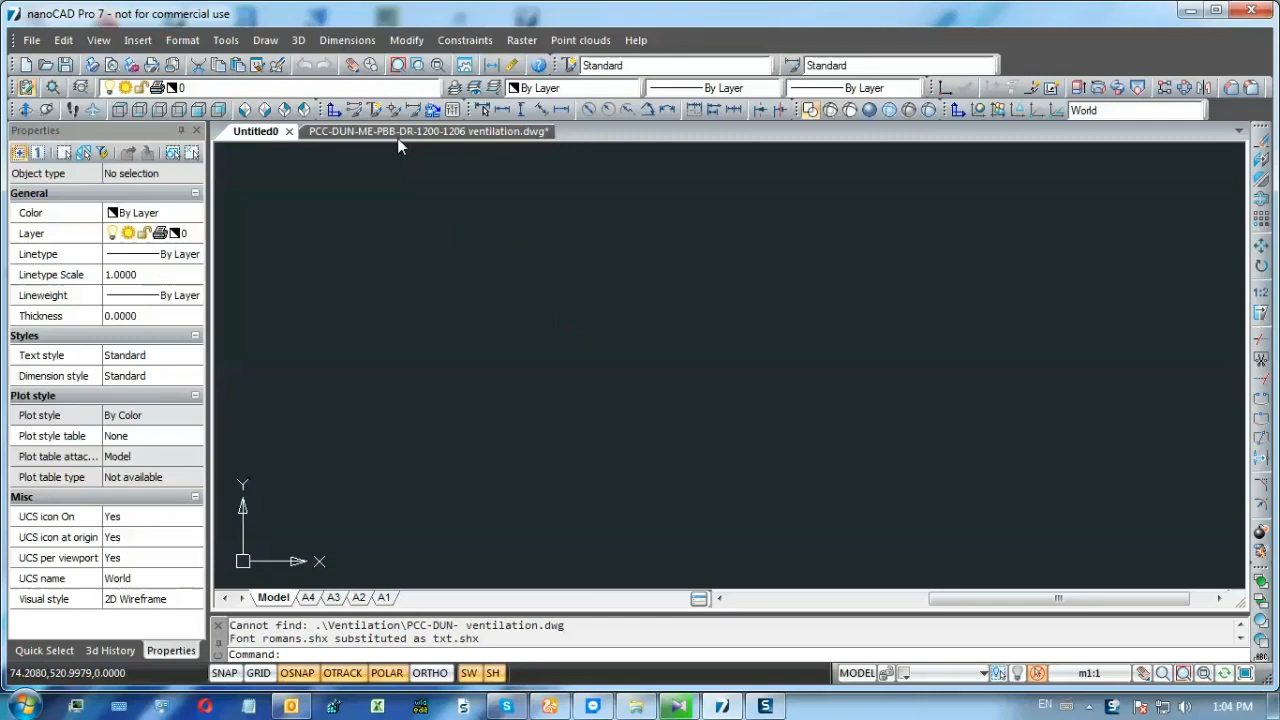 nanoCAD Pro 7 - not for commercial use
File Edit View Insert Format Tools Draw 3D Dimensions Modify Constraints Raster Point clouds Help
Standard Standard
0 By Layer By Layer By Layer
World
Properties
Untitled0 PCC-DUN-ME-PBB-DR-1200-1206 ventilation.dwg*
Object type No selection
General
Color By Layer
Layer 0
Linetype By Layer
Linetype Scale 1.0000
Lineweight By Layer
Thickness 0.0000
Styles
Text style Standard
Dimension style Standard
Plot style
Plot style By Color
Plot style table None
Plot table attac... Model
Plot table type Not available
Misc
UCS icon On Yes
UCS icon at origin Yes
UCS per viewport Yes
UCS name World
Visual style 2D Wireframe
Y
X
1:2
Model A4 A3 A2 A1
Cannot find: .\Ventilation\PCC-DUN- ventilation.dwg
Font romans.shx substituted as txt.shx
Command:
ABC
Quick Select 3d History Properties
74.2080,520.9979,0.0000 SNAP GRID OSNAP OTRACK POLAR ORTHO SW SH MODEL m1:1
EN 1:04 PM